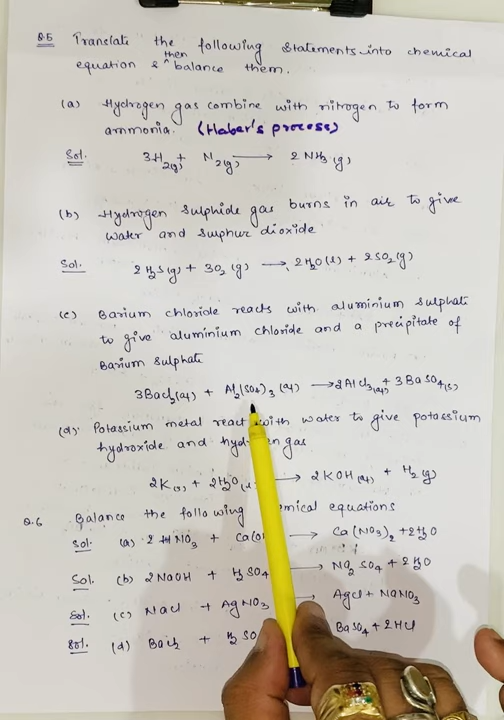 Q.5 Translate the following statements into chemical
equation & then balance them.
(a) Hydrogen gas combine with nitrogen to form
ammonia. (Haber's process)
Sol. 3H2(g) + N2(g) ⟶ 2NH3(g)
(b) Hydrogen sulphide gas burns in air to give
water and sulphur dioxide
Sol. 2H2S(g) + 3O2(g) ⟶ 2H2O(l) + 2SO2(g)
(c) Barium chloride reacts with aluminium sulphate
to give aluminium chloride and a precipitate of
Barium sulphate
3BaCl2(aq) + Al2(SO4)3(aq) ⟶ 2AlCl3(aq) + 3BaSO4(s)
(d) Potassium metal react with water to give potassium
hydroxide and hydrogen gas
2K(s) + 2H2O(l) ⟶ 2KOH(aq) + H2(g)
Q.6 Balance the following chemical equations
Sol. (a) 2HNO3 + Ca(O ⟶ Ca(NO3)2 + 2H2O
Sol. (b) 2NaOH + H2SO4 ⟶ Na2SO4 + 2H2O
Sol. (c) NaCl + AgNO3 ⟶ AgCl + NaNO3
Sol. (d) BaCl2 + H2SO BaSO4 + 2HCl